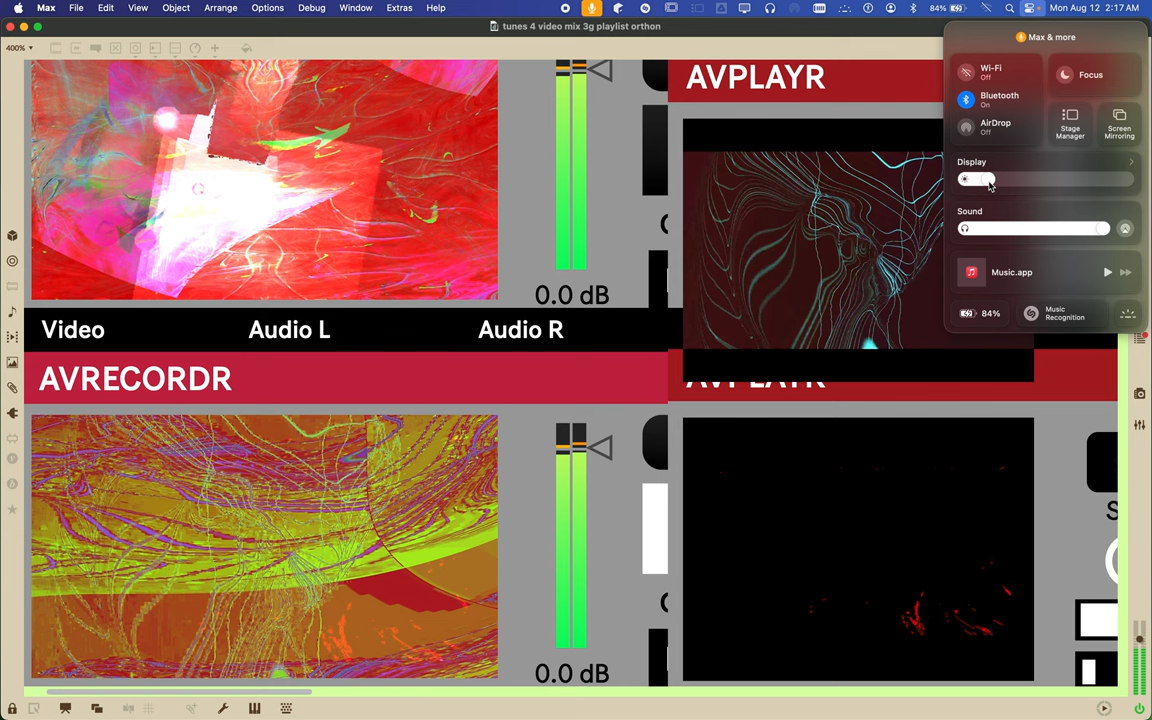 Max File Edit View Object Arrange Options Debug Window Extras Help
84% Mon Aug 12 2:17 AM
tunes 4 video mix 3g playlist orthon
400%
Max & more
Wi-Fi
Off
Bluetooth
On
AirDrop
Off
Focus
Stage
Manager
Screen
Mirroring
Display
Sound
Music.app
84%
Music
Recognition
AVPLAYR
0.0 dB
Video Audio L Audio R
AVRECORDR
AVPLAYR
0.0 dB